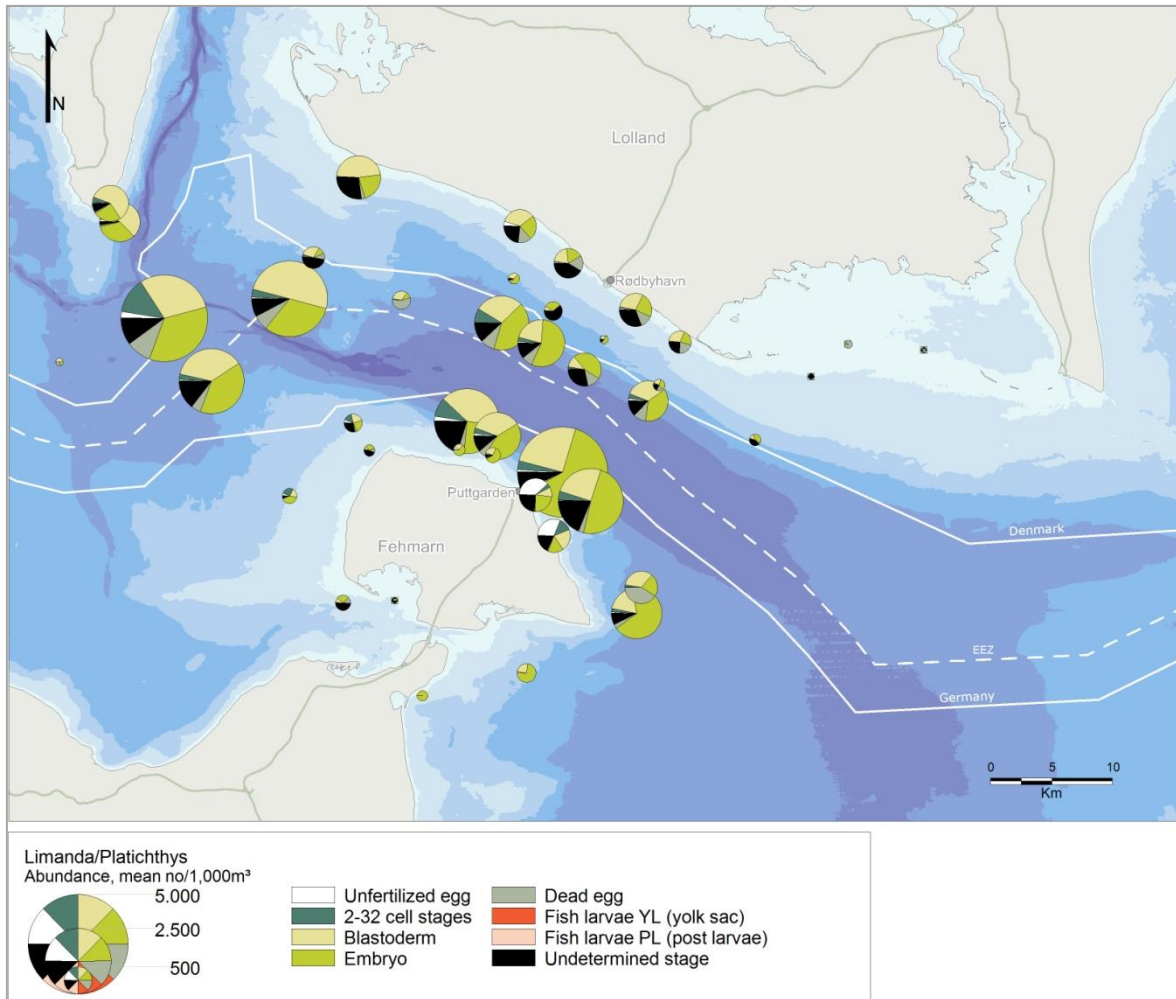 N
Lolland
Rødbyhavn
Puttgarden
Fehmarn
Denmark
EEZ
Germany
0 5 10
Km
Limanda/Platichthys
Abundance, mean no/1,000m³
5.000
2.500
500
Unfertilized egg
2-32 cell stages
Blastoderm
Embryo
Dead egg
Fish larvae YL (yolk sac)
Fish larvae PL (post larvae)
Undetermined stage